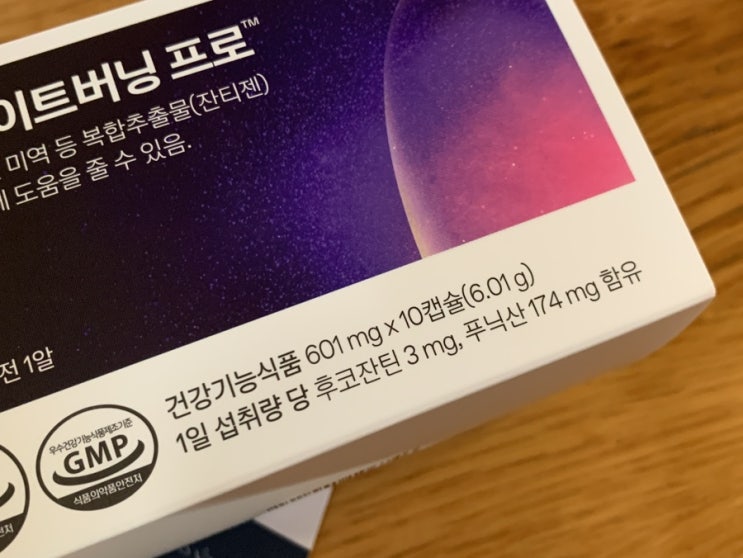 이트버닝 프로™
미역 등 복합추출물(잔티젠)
도움을 줄 수 있음.
전 1알
건강기능식품 601 mg x 10캡슐(6.01 g)
1일 섭취량 당 후코잔틴 3 mg, 푸닉산 174 mg 함유
우수건강기능식품제조기준
GMP
식품의약품안전처